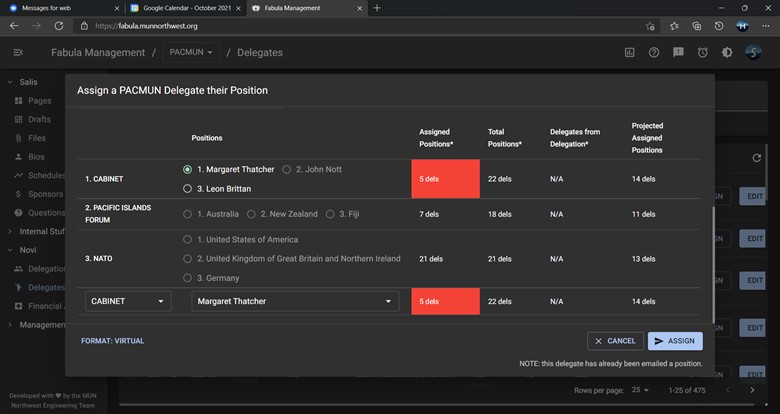 Messages for web
Google Calendar - October 2021
Fabula Management
https://fabula.munnorthwest.org
Fabula Management / PACMUN / Delegates
Salis
Pages
Drafts
Files
Bios
Schedules
Sponsors
Questions
Internal Stuf
Novi
Delegation
Delegates
Financial A
Management
Developed with ♥ by the MUN
Northwest Engineering Team
Assign a PACMUN Delegate their Position
Positions
Assigned Positions*
Total Positions*
Delegates from Delegation*
Projected Assigned Positions
1. CABINET
1. Margaret Thatcher 2. John Nott
3. Leon Brittan
5 dels 22 dels N/A 14 dels
2. PACIFIC ISLANDS FORUM
1. Australia 2. New Zealand 3. Fiji
7 dels 18 dels N/A 11 dels
3. NATO
1. United States of America
2. United Kingdom of Great Britain and Northern Ireland
3. Germany
21 dels 21 dels N/A 13 dels
CABINET Margaret Thatcher 5 dels 22 dels N/A 14 dels
FORMAT: VIRTUAL
CANCEL
ASSIGN
NOTE: this delegate has already been emailed a position.
EDIT
EDIT
EDIT
EDIT
EDIT
Rows per page: 25 1-25 of 475